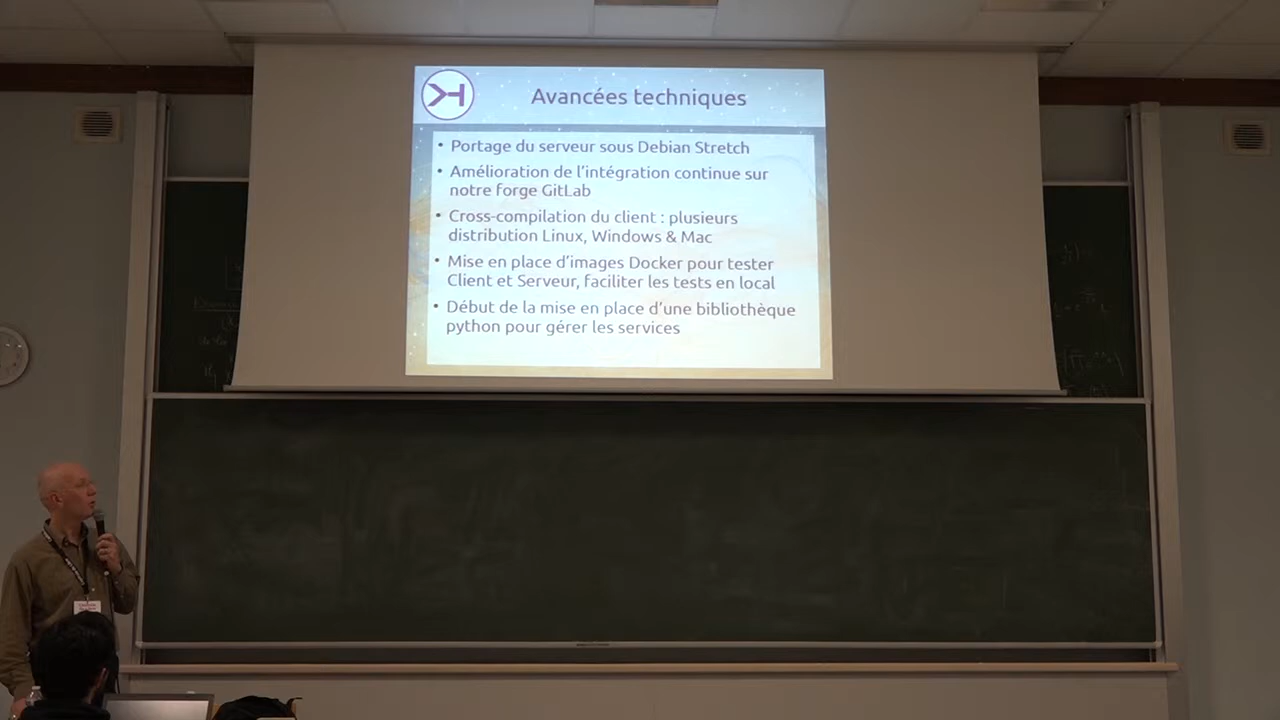 Avancées techniques
• Portage du serveur sous Debian Stretch
• Amélioration de l'intégration continue sur
notre forge GitLab
• Cross-compilation du client : plusieurs
distribution Linux, Windows & Mac
• Mise en place d'images Docker pour tester
Client et Serveur, faciliter les tests en local
• Début de la mise en place d'une bibliothèque
python pour gérer les services